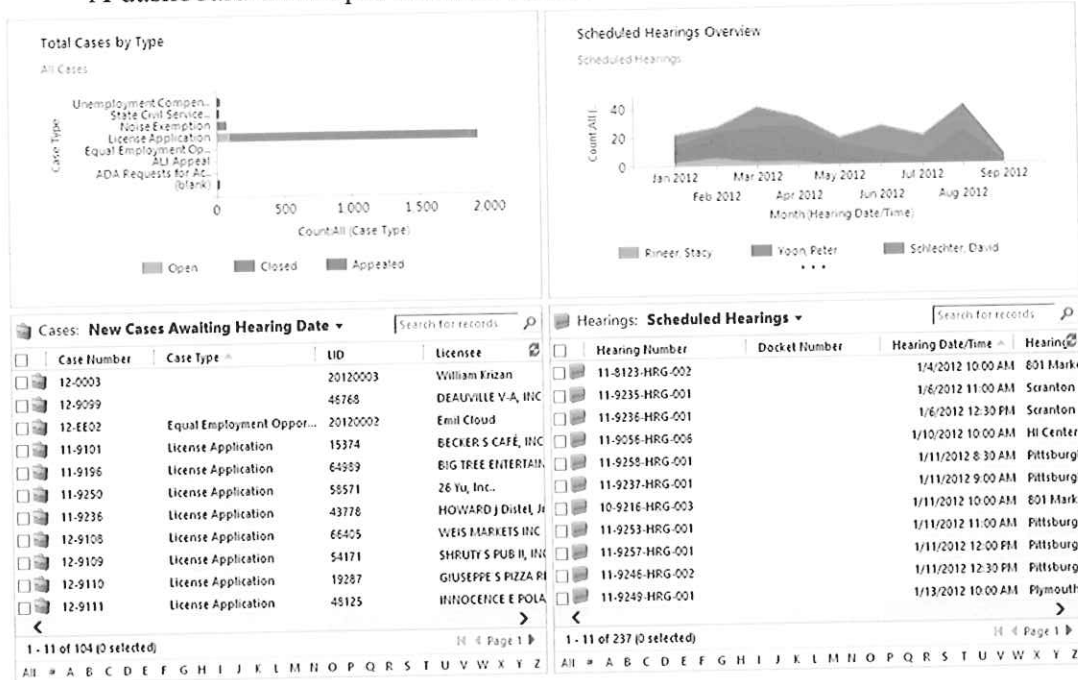 Total Cases by Type
All Cases
Case Type
Unemployment Compen...
State Civil Service...
Noise Exemption
License Application
Equal Employment Op...
ALJ Appeal
ADA Requests for Ac...
(blank)
0 500 1.000 1.500 2.000
Count:All (Case Type)
Open Closed Appealed
Scheduled Hearings Overview
Scheduled Hearings
Count:All (...
40
20
0
Jan 2012 Mar 2012 May 2012 Jul 2012 Sep 2012
Feb 2012 Apr 2012 Jun 2012 Aug 2012
Month (Hearing Date/Time)
Rineer, Stacy Yoon, Peter Schlechter, David
• • •
Cases: New Cases Awaiting Hearing Date Search for records
Case Number Case Type LID Licensee
12-0003 20120003 William Krizan
12-9099 46768 DEAUVILLE V-A, INC
12-EE02 Equal Employment Oppor... 20120002 Emil Cloud
11-9101 License Application 15374 BECKER S CAFÉ, INC
11-9196 License Application 64989 BIG TREE ENTERTAIN
11-9250 License Application 58571 26 Yu, Inc..
11-9236 License Application 43778 HOWARD J Distel, Jr
12-9108 License Application 66405 WEIS MARKETS INC
12-9109 License Application 54171 SHRUTY S PUB II, INC
12-9110 License Application 19287 GIUSEPPE S PIZZA RE
12-9111 License Application 48125 INNOCENCE E POLA
1 - 11 of 104 (0 selected) Page 1
All # A B C D E F G H I J K L M N O P Q R S T U V W X Y Z
Hearings: Scheduled Hearings Search for records
Hearing Number Docket Number Hearing Date/Time Hearing
11-8123-HRG-002 1/4/2012 10:00 AM 801 Marke
11-9235-HRG-001 1/6/2012 11:00 AM Scranton
11-9236-HRG-001 1/6/2012 12:30 PM Scranton
11-9056-HRG-006 1/10/2012 10:00 AM HI Center
11-9258-HRG-001 1/11/2012 8:30 AM Pittsburg
11-9237-HRG-001 1/11/2012 9:00 AM Pittsburg
10-9216-HRG-003 1/11/2012 10:00 AM 801 Mark
11-9253-HRG-001 1/11/2012 11:00 AM Pittsburg
11-9257-HRG-001 1/11/2012 12:00 PM Pittsburg
11-9246-HRG-002 1/11/2012 12:30 PM Pittsburg
11-9249-HRG-001 1/13/2012 10:00 AM Plymouth
1 - 11 of 237 (0 selected) Page 1
All # A B C D E F G H I J K L M N O P Q R S T U V W X Y Z